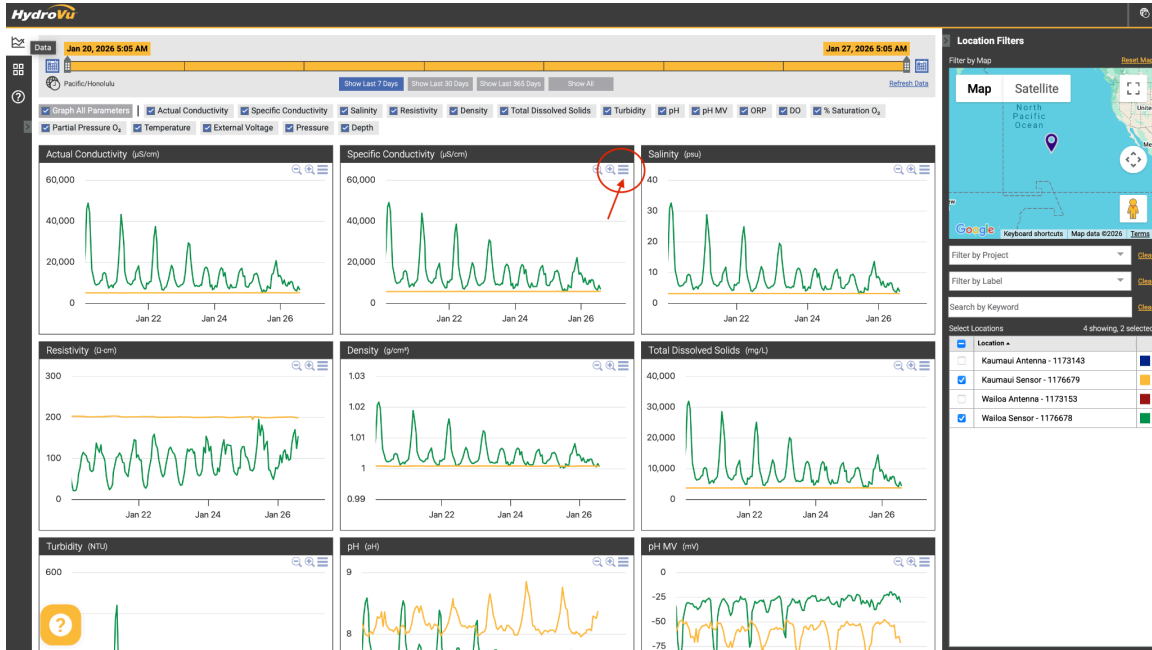 HydroVu
Data
Jan 20, 2026 5:05 AM
Jan 27, 2026 5:05 AM
Pacific/Honolulu
Show Last 7 Days
Show Last 30 Days
Show Last 365 Days
Show All
Refresh Data
Graph All Parameters
Actual Conductivity
Specific Conductivity
Salinity
Resistivity
Density
Total Dissolved Solids
Turbidity
pH
pH MV
ORP
DO
% Saturation O₂
Partial Pressure O₂
Temperature
External Voltage
Pressure
Depth
Actual Conductivity (µS/cm)
60,000
40,000
20,000
0
Jan 22
Jan 24
Jan 26
Specific Conductivity (µS/cm)
60,000
40,000
20,000
0
Jan 22
Jan 24
Jan 26
Salinity (psu)
40
30
20
10
0
Jan 22
Jan 24
Jan 26
Resistivity (Ω-cm)
300
200
100
0
Jan 22
Jan 24
Jan 26
Density (g/cm³)
1.03
1.02
1.01
1
0.99
Jan 22
Jan 24
Jan 26
Total Dissolved Solids (mg/L)
40,000
30,000
20,000
10,000
0
Jan 22
Jan 24
Jan 26
Turbidity (NTU)
600
?
pH (pH)
9
8
pH MV (mV)
0
-25
-50
-75
Location Filters
Filter by Map
Reset Map
Map
Satellite
North
Pacific
Ocean
Unite
Me
Google
Keyboard shortcuts
Map data ©2026
Terms
Filter by Project
Clea
Filter by Label
Clea
Search by Keyword
Clea
Select Locations
4 showing, 2 selected
Location
Kaumaui Antenna - 1173143
Kaumaui Sensor - 1176679
Wailoa Antenna - 1173153
Wailoa Sensor - 1176678